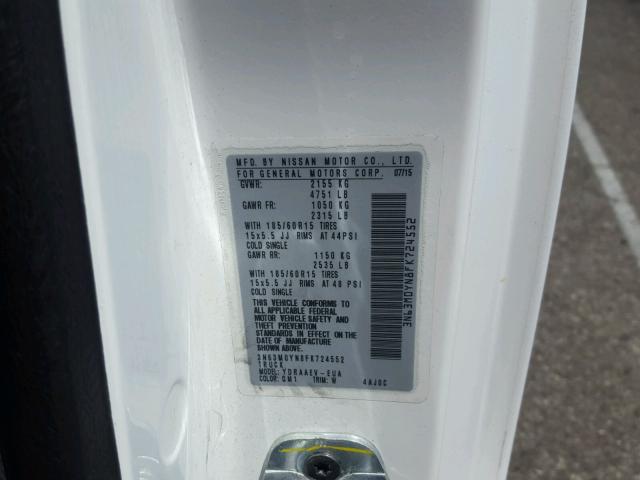 MFD. BY NISSAN MOTOR CO., LTD.
FOR GENERAL MOTORS CORP. 07/15
GVWR: 2155 KG
4751 LB
GAWR FR: 1050 KG
2315 LB
WITH 185/60R15 TIRES
15x5.5 JJ RIMS AT 44PSI
COLD SINGLE
GAWR RR: 1150 KG
2535 LB
WITH 185/60R15 TIRES
15x5.5 JJ RIMS AT 48 PSI
COLD SINGLE
THIS VEHICLE CONFORMS TO
ALL APPLICABLE FEDERAL
MOTOR VEHICLE SAFETY AND
THEFT PREVENTION
STANDARDS IN EFFECT ON THE
DATE OF MANUFACTURE
SHOWN ABOVE
3N63M0YN8FK724552
TRUCK
MODEL: YDRAAEV-EUA
COLOR: GM1 TRIM: W 4AJ0C
3N63M0YN8FK724552